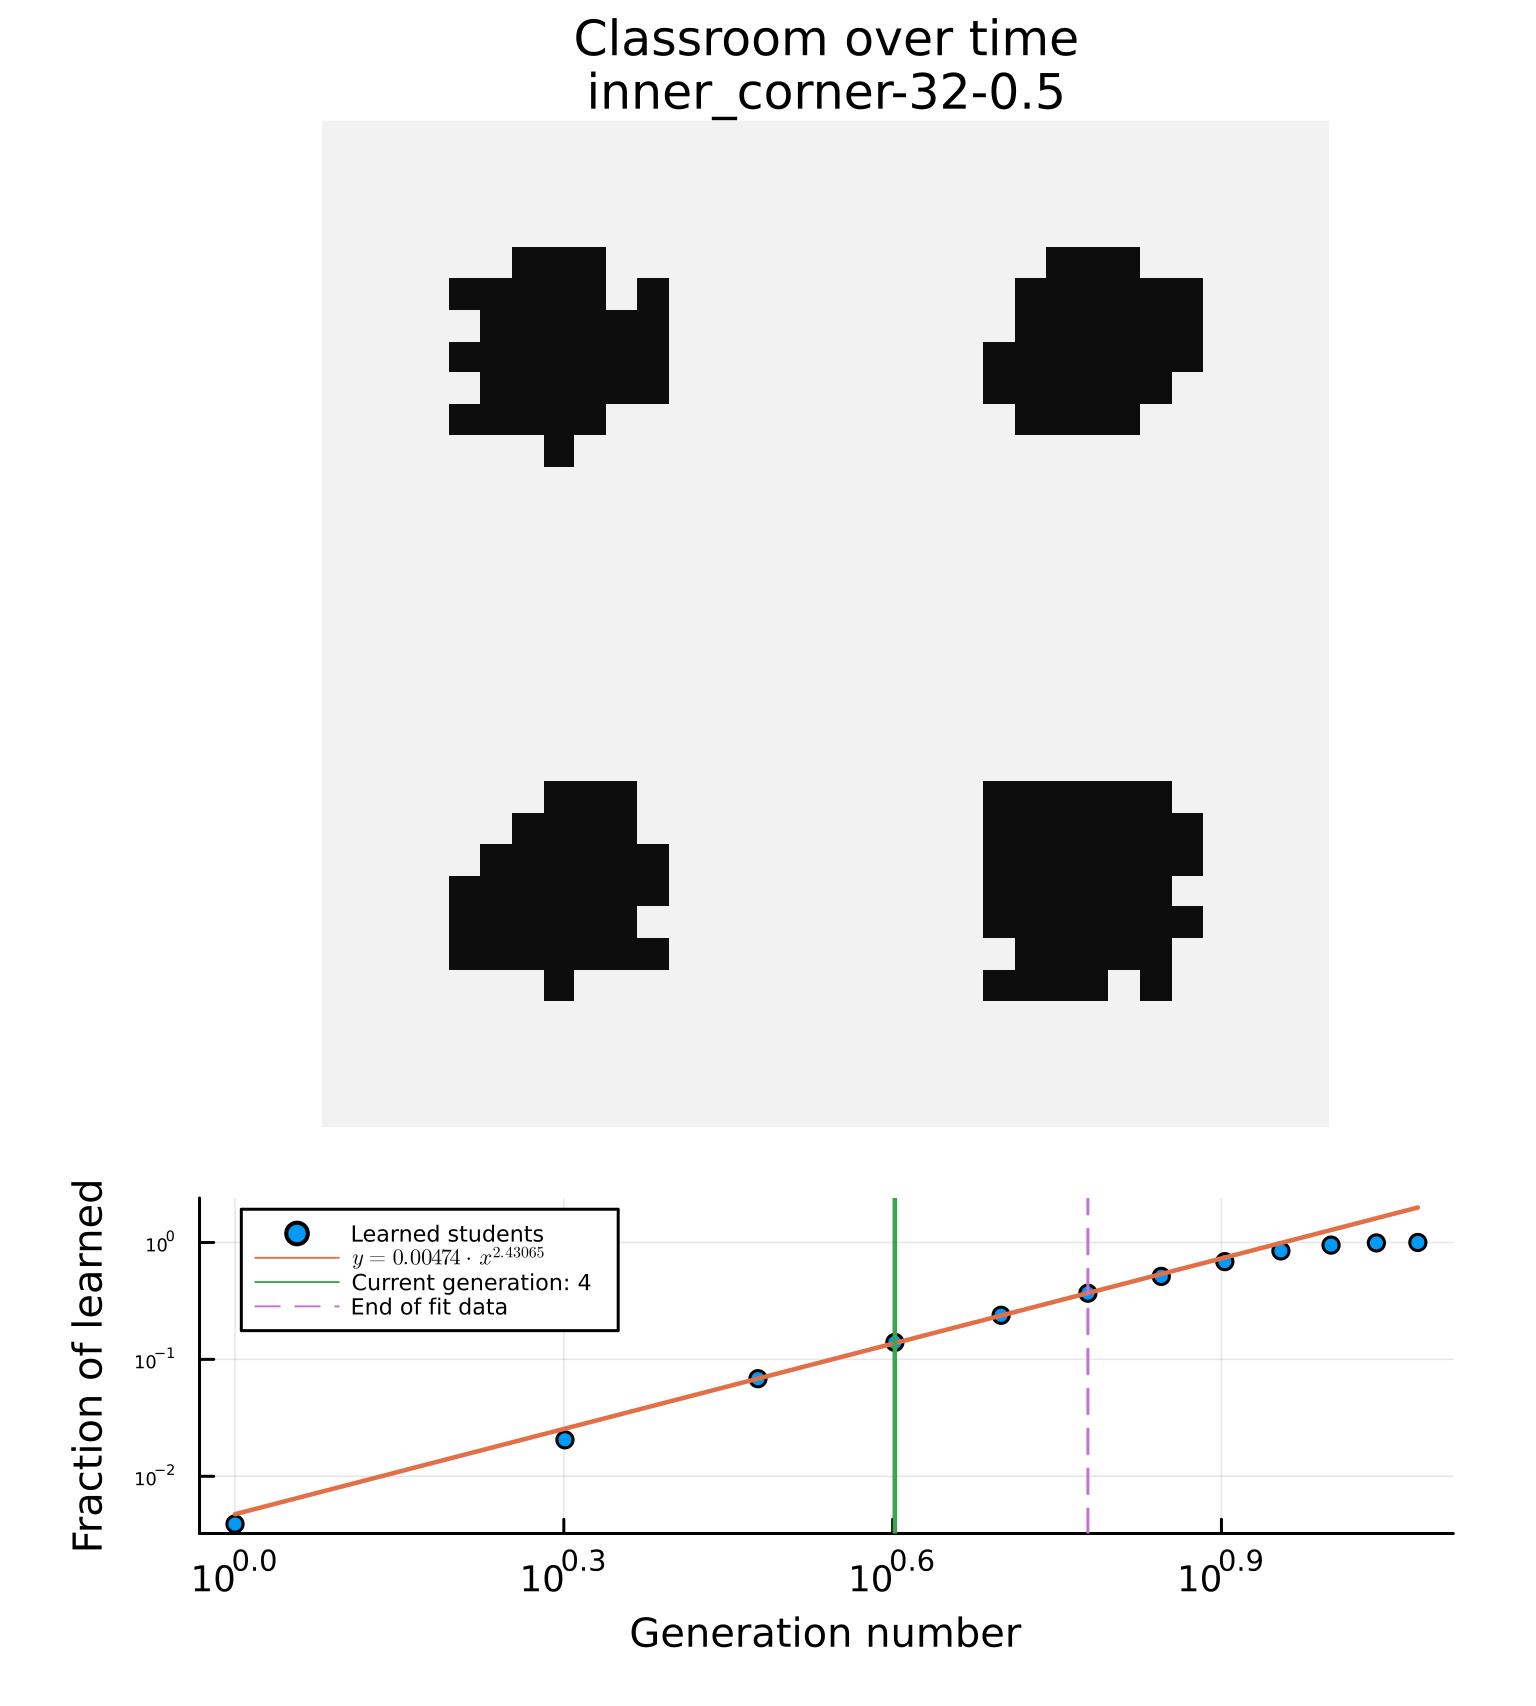 Classroom over time
inner_corner-32-0.5
Fraction of learned
10^0
10^-1
10^-2
Learned students
y = 0.00474 · x^2.43065
Current generation: 4
End of fit data
10^0.0 10^0.3 10^0.6 10^0.9
Generation number